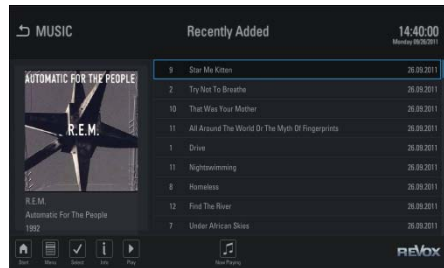 MUSIC
Recently Added
14:40:00
Monday 09/26/2011
AUTOMATIC FOR THE PEOPLE
R.E.M.
R.E.M.
Automatic For The People
1992
9 Star Me Kitten 26.09.2011
2 Try Not To Breathe 26.09.2011
10 That Was Your Mother 26.09.2011
11 All Around The World Or The Myth Of Fingerprints 26.09.2011
1 Drive 26.09.2011
11 Nightswimming 26.09.2011
8 Homeless 26.09.2011
12 Find The River 26.09.2011
7 Under African Skies 26.09.2011
Start Menu Select Info Play Now Playing
REVOX